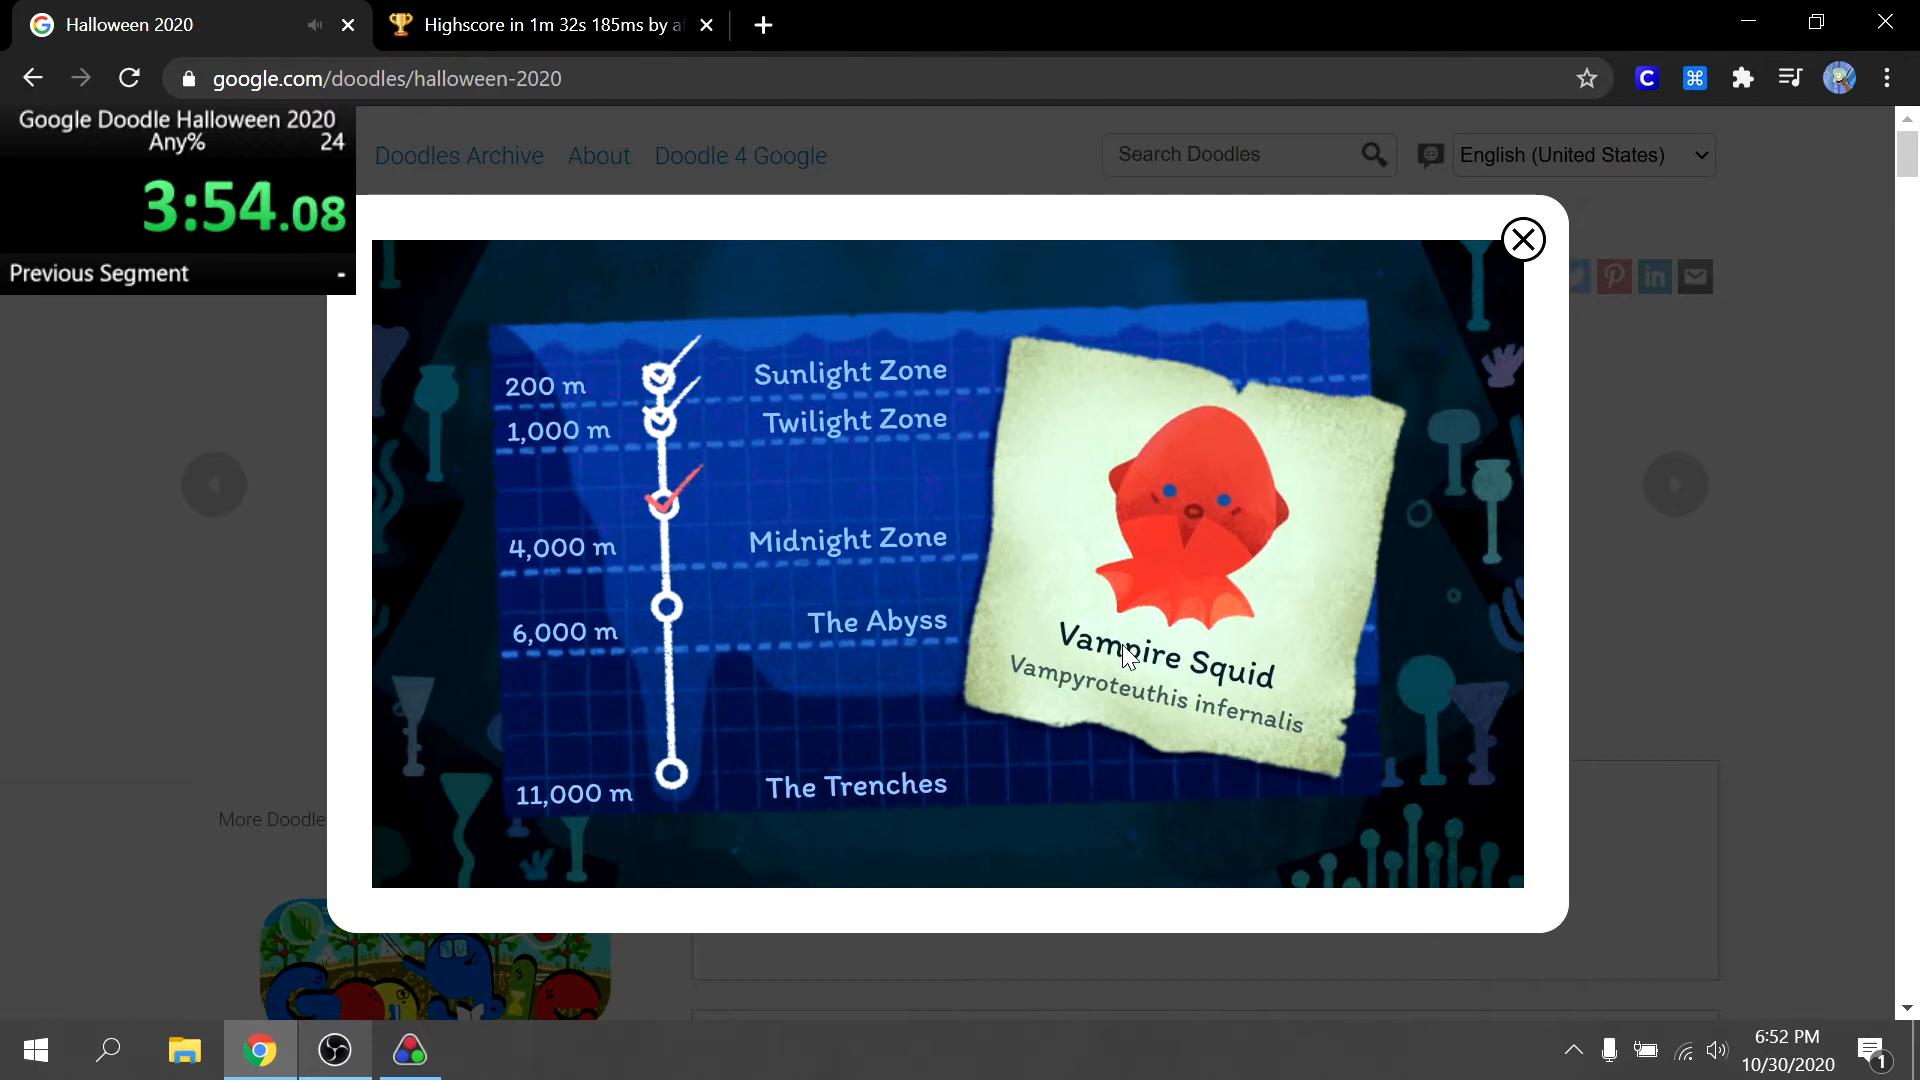 Halloween 2020
Highscore in 1m 32s 185ms by a
google.com/doodles/halloween-2020
Google Doodle Halloween 2020
Any% 24
3:54.08
Previous Segment -
Doodles Archive About Doodle 4 Google
Search Doodles
English (United States)
200 m Sunlight Zone
1,000 m Twilight Zone
4,000 m Midnight Zone
6,000 m The Abyss
11,000 m The Trenches
Vampire Squid
Vampyroteuthis infernalis
More Doodle
6:52 PM
10/30/2020
1